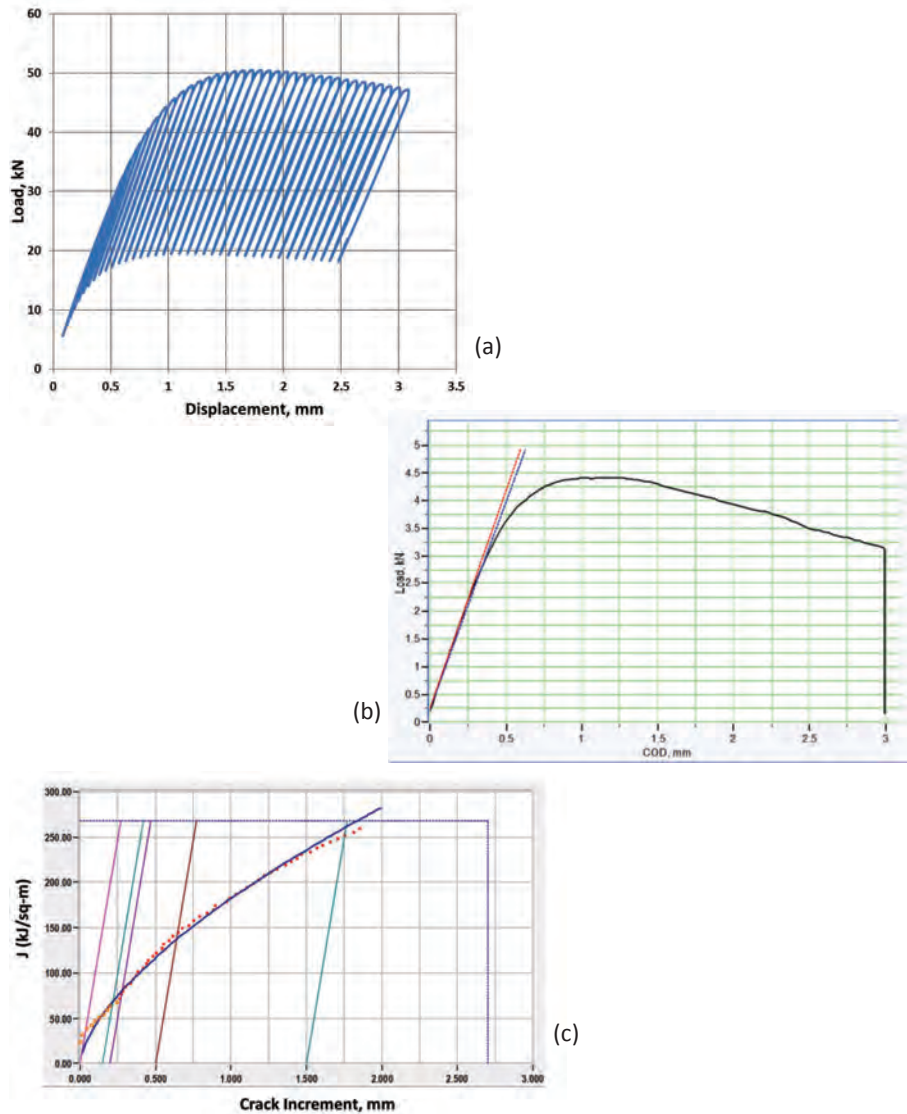 60
50
40
30
20
10
0
Load, kN
0 0.5 1 1.5 2 2.5 3 3.5
Displacement, mm
(a)
5
4.5
4
3.5
3
2.5
2
1.5
1
0.5
0
Load, kN
0 0.5 1 1.5 2 2.5 3
COD, mm
(b)
300.00
250.00
200.00
150.00
100.00
50.00
0.00
J (kJ/sq-m)
0.000 0.500 1.000 1.500 2.000 2.500 3.000
Crack Increment, mm
(c)